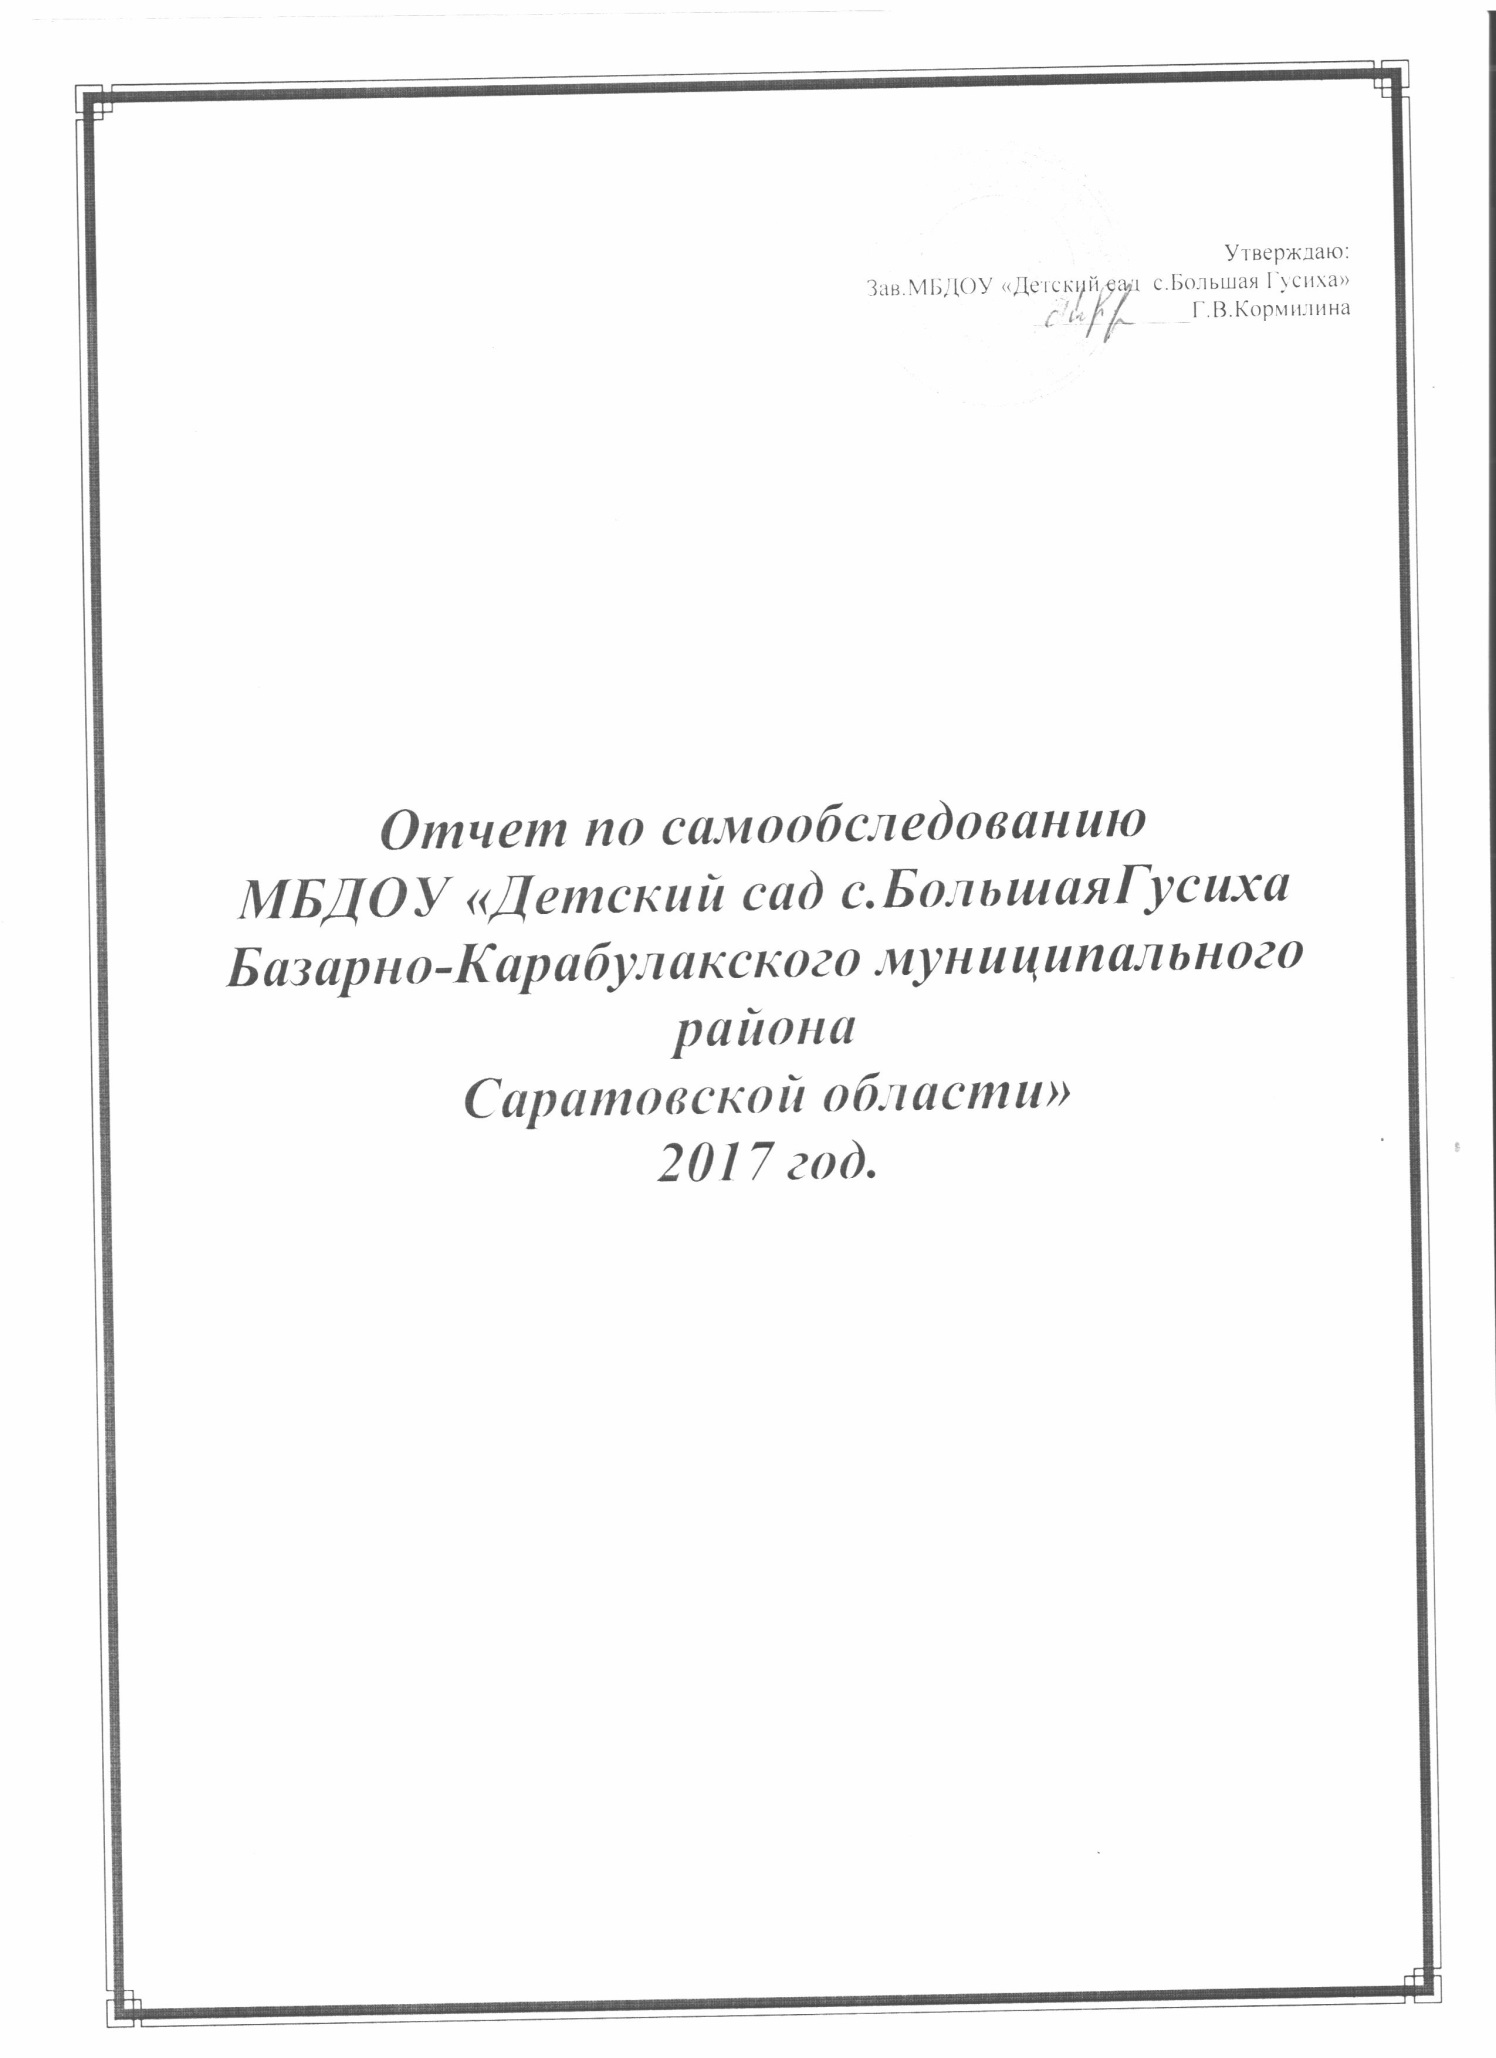 Утверждаю:
Зав.МБДОУ «Детский сад с.Большая Гусиха»
Г.В.Кормилина
Отчет по самообследованию
МБДОУ «Детский сад с.БольшаяГусиха
Базарно-Карабулакского муниципального
района
Саратовской области»
2017 год.